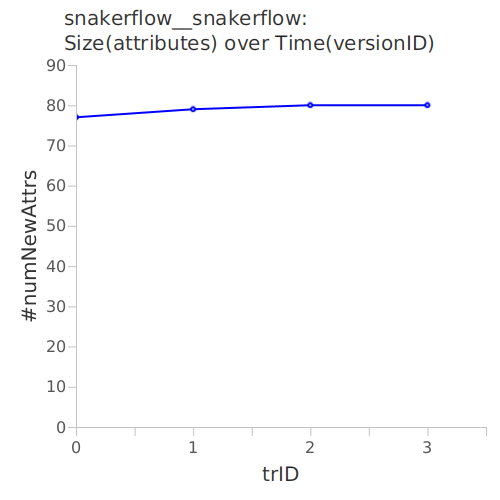 snakerflow__snakerflow:
Size(attributes) over Time(versionID)
90
80
70
60
50
40
30
20
10
0
#numNewAttrs
0 1 2 3
trID